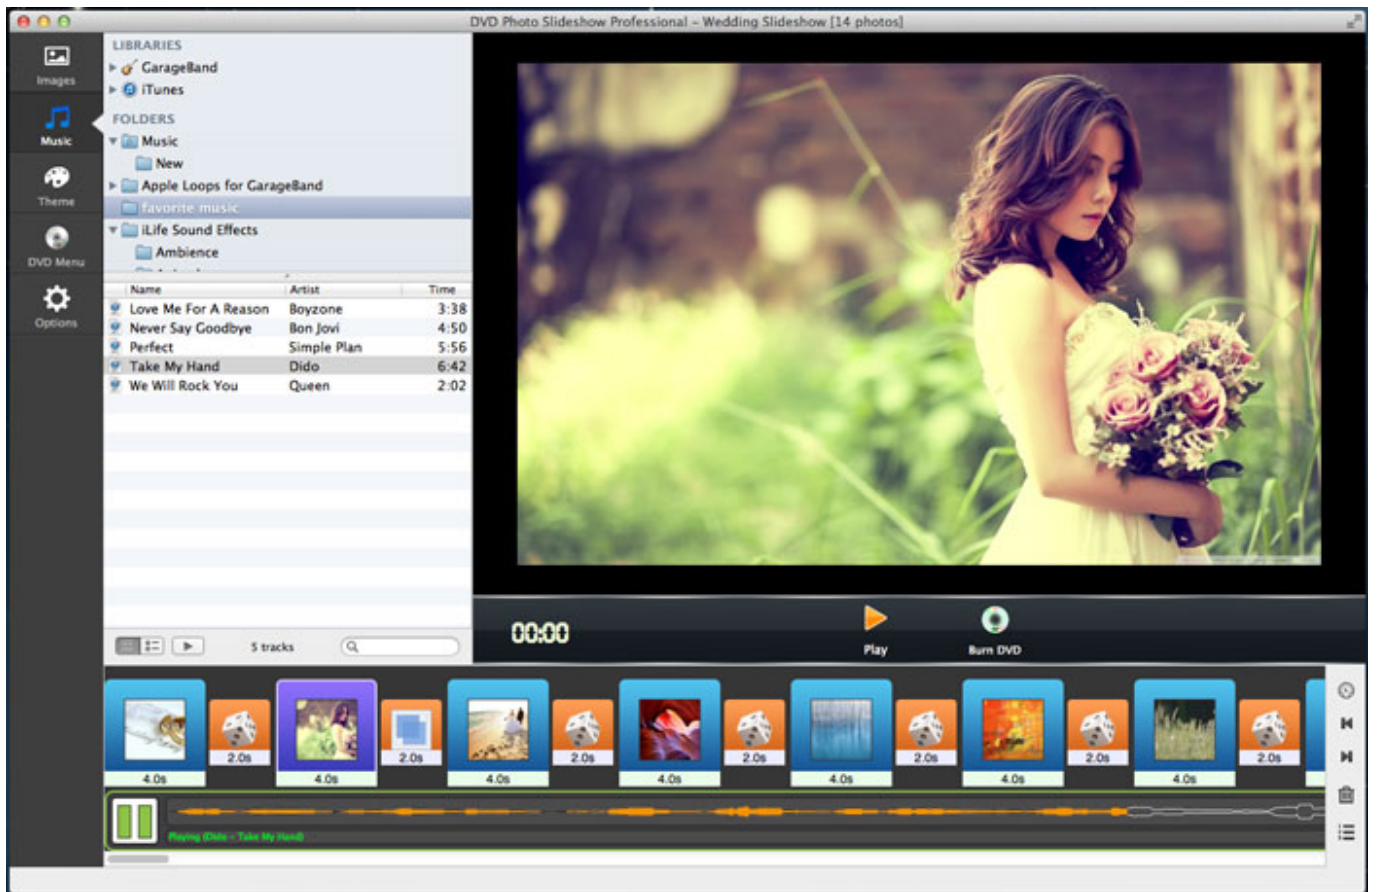 DVD Photo Slideshow Professional – Wedding Slideshow [14 photos]
Images
Music
Theme
DVD Menu
Options
LIBRARIES
GarageBand
iTunes
FOLDERS
Music
New
Apple Loops for GarageBand
favorite music
iLife Sound Effects
Ambience
Name Artist Time
Love Me For A Reason Boyzone 3:38
Never Say Goodbye Bon Jovi 4:50
Perfect Simple Plan 5:56
Take My Hand Dido 6:42
We Will Rock You Queen 2:02
5 tracks
00:00
Play
Burn DVD
4.0s 2.0s 4.0s 2.0s 4.0s 2.0s 4.0s 2.0s 4.0s 2.0s 4.0s 2.0s 4.0s 2.0s
Playing (Dido – Take My Hand)